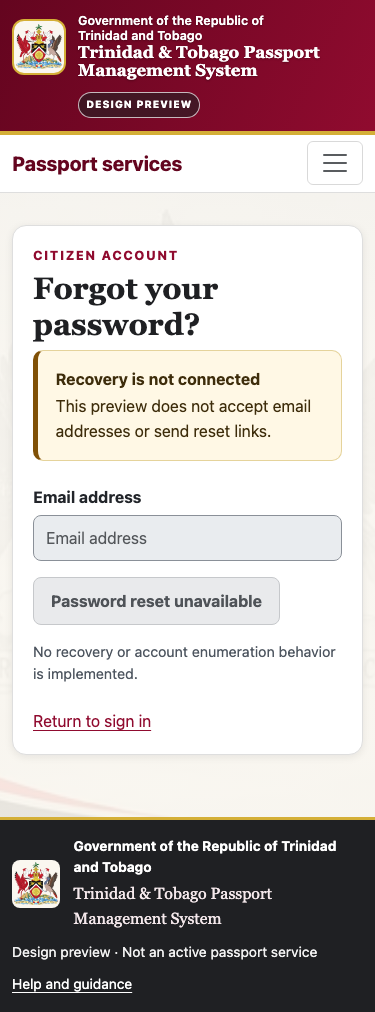 Government of the Republic of
Trinidad and Tobago
Trinidad & Tobago Passport
Management System
DESIGN PREVIEW
Passport services
CITIZEN ACCOUNT
Forgot your
password?
Recovery is not connected
This preview does not accept email
addresses or send reset links.
Email address
Email address
Password reset unavailable
No recovery or account enumeration behavior
is implemented.
Return to sign in
Government of the Republic of Trinidad
and Tobago
Trinidad & Tobago Passport
Management System
Design preview · Not an active passport service
Help and guidance